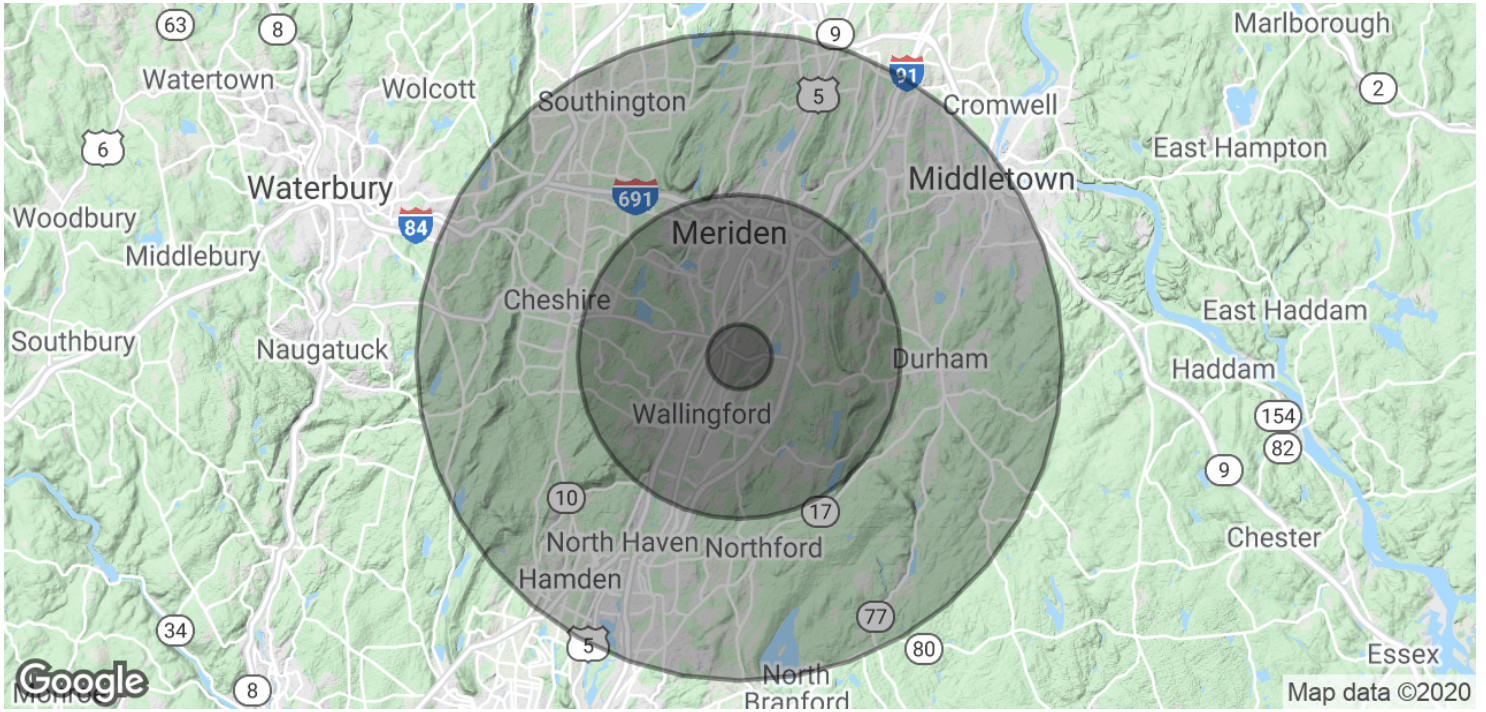 63
8
9
Marlborough
Watertown
Wolcott
91
2
Southington
5
Cromwell
6
East Hampton
Waterbury
Middletown
691
Woodbury
84
Meriden
Middlebury
Cheshire
East Haddam
Southbury
Naugatuck
Durham
Haddam
Wallingford
154
82
10
9
17
North Haven
Northford
Chester
Hamden
77
34
5
80
Essex
Google
Monroe
8
North
Branford
Map data ©2020